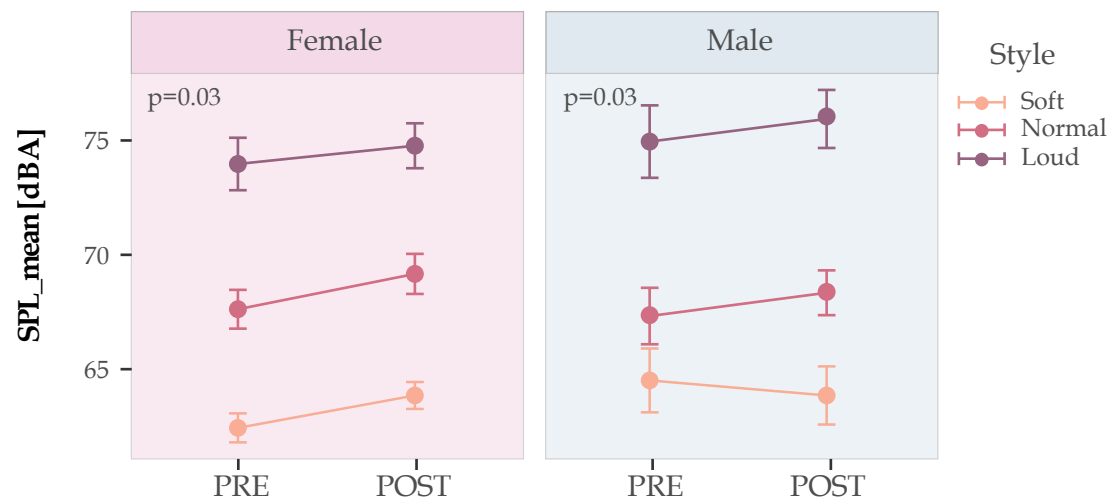 Female
Male
Style
Soft
Normal
Loud
p=0.03
p=0.03
SPL_mean [dBA]
75
70
65
PRE
POST
PRE
POST